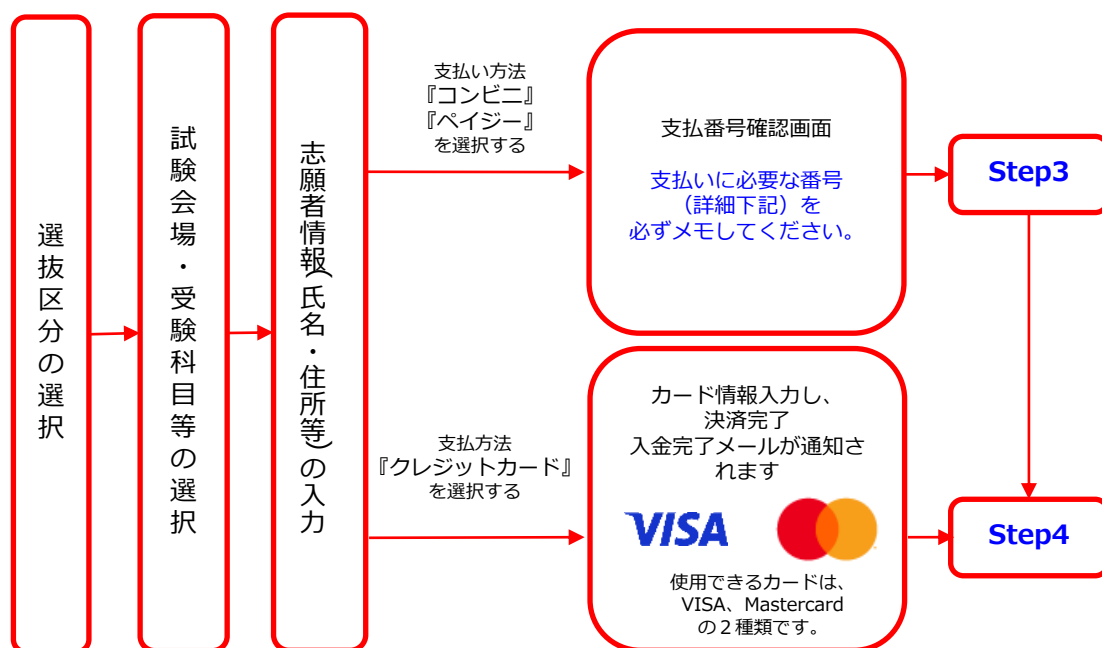 選抜区分の選択
試験会場・受験科目等の選択
志願者情報(氏名・住所等)の入力
支払い方法
『コンビニ』
『ペイジー』
を選択する
支払番号確認画面
支払いに必要な番号
（詳細下記）を
必ずメモしてください。
Step3
支払方法
『クレジットカード』
を選択する
カード情報入力し、
決済完了
入金完了メールが通知さ
れます
VISA
使用できるカードは、
VISA、Mastercard
の２種類です。
Step4